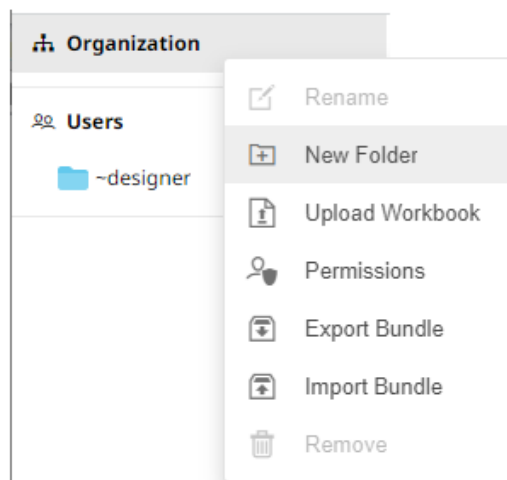 Organization
Rename
Users
New Folder
~designer
Upload Workbook
Permissions
Export Bundle
Import Bundle
Remove